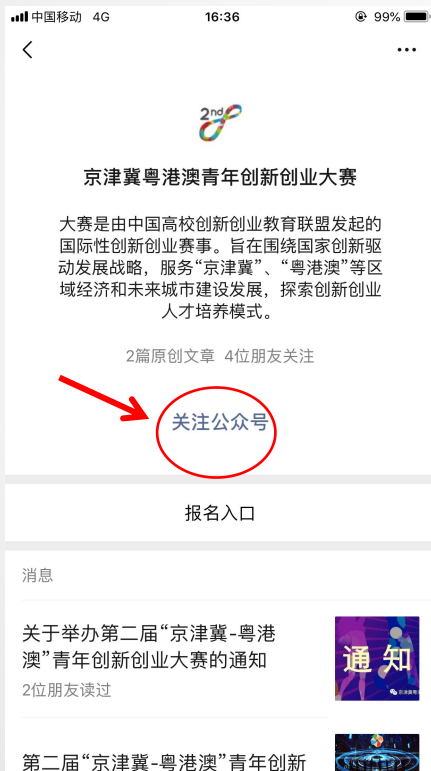 中国移动 4G 16:36 99%
2nd
京津冀粤港澳青年创新创业大赛
大赛是由中国高校创新创业教育联盟发起的
国际性创新创业赛事。旨在围绕国家创新驱
动发展战略，服务“京津冀”、“粤港澳”等区
域经济和未来城市建设发展，探索创新创业
人才培养模式。
2篇原创文章 4位朋友关注
关注公众号
报名入口
消息
关于举办第二届“京津冀-粤港
澳”青年创新创业大赛的通知
通知
2位朋友读过
第二届“京津冀-粤港澳”青年创新